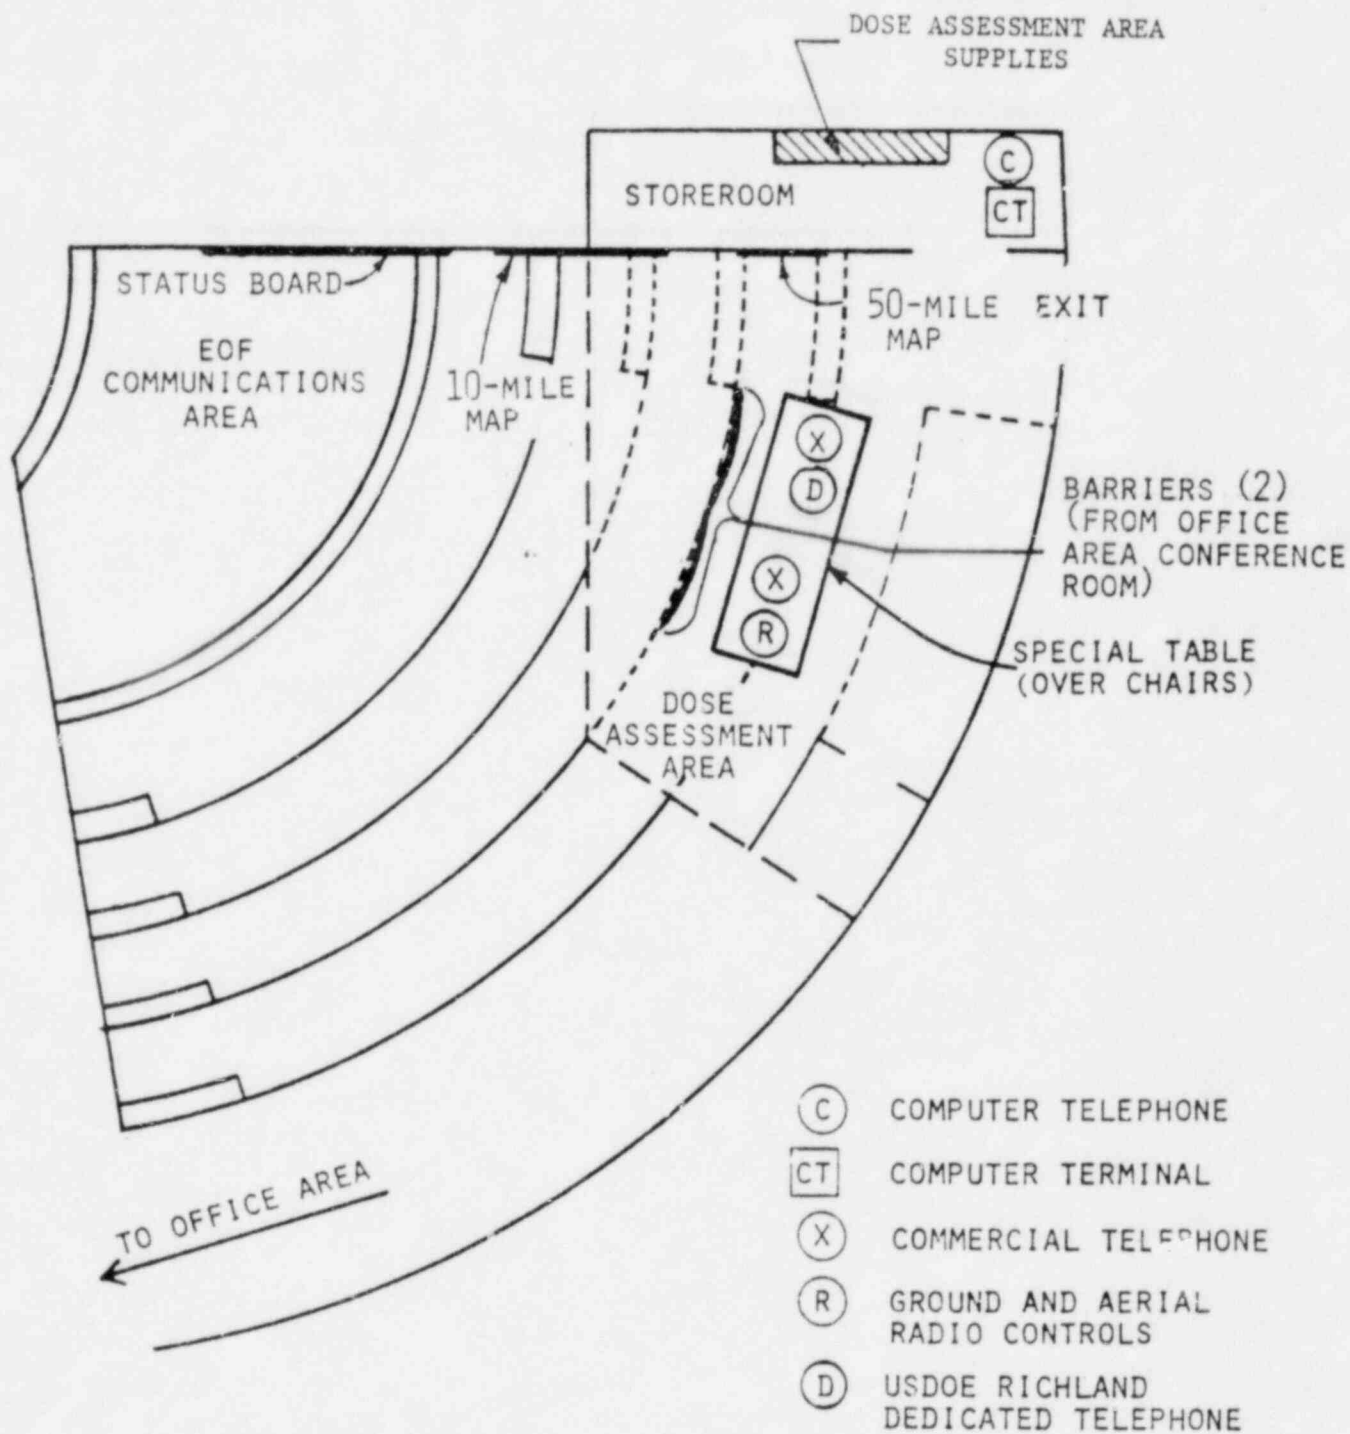 DOSE ASSESSMENT AREA
SUPPLIES
C
STOREROOM
CT
STATUS BOARD
50-MILE EXIT
MAP
EOF
COMMUNICATIONS
AREA
10-MILE
MAP
X
D
BARRIERS (2)
(FROM OFFICE
AREA CONFERENCE
ROOM)
X
R
SPECIAL TABLE
(OVER CHAIRS)
DOSE
ASSESSMENT
AREA
TO OFFICE AREA
C COMPUTER TELEPHONE
CT COMPUTER TERMINAL
X COMMERCIAL TELEPHONE
R GROUND AND AERIAL
RADIO CONTROLS
D USDOE RICHLAND
DEDICATED TELEPHONE